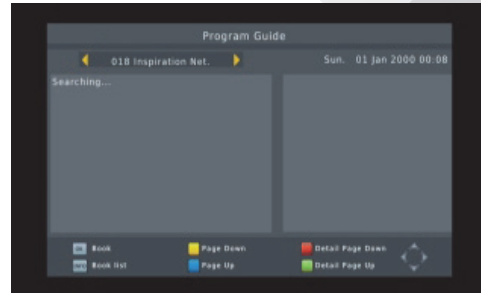 Program Guide
018 Inspiration Net. Sun. 01 Jan 2000 00:08
Searching...
OK Book Page Down Detail Page Down
Book list Page Up Detail Page Up